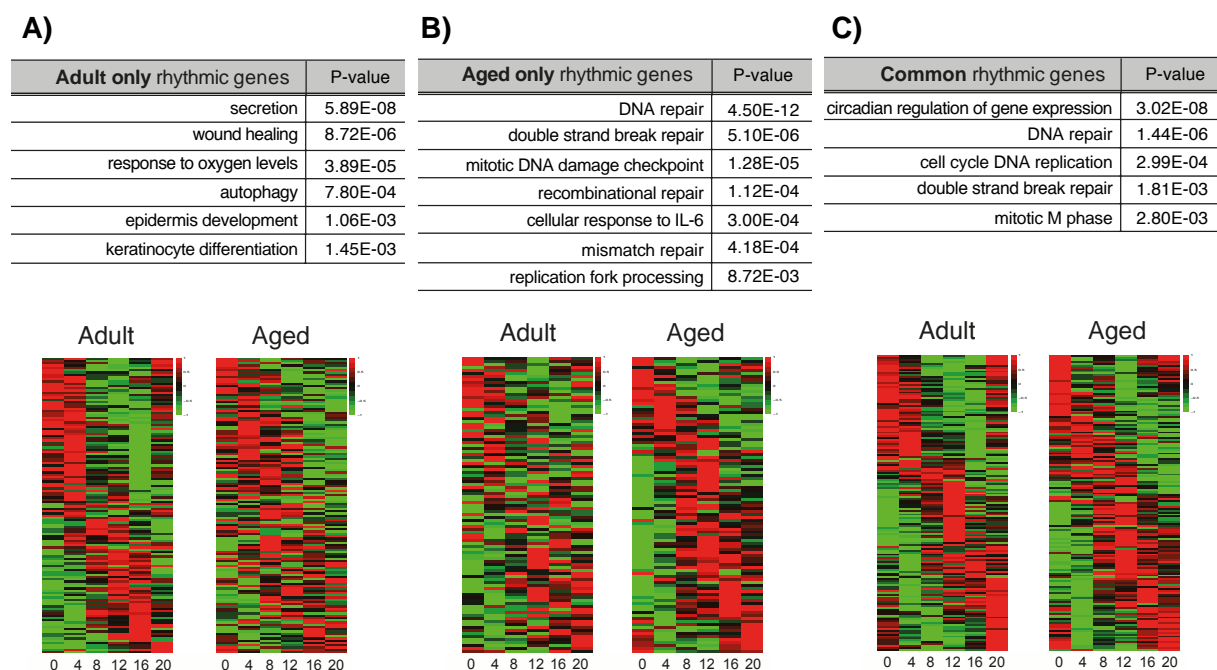 A)
Adult only rhythmic genes P-value
secretion 5.89E-08
wound healing 8.72E-06
response to oxygen levels 3.89E-05
autophagy 7.80E-04
epidermis development 1.06E-03
keratinocyte differentiation 1.45E-03
Adult Aged
0 4 8 12 16 20 0 4 8 12 16 20
B)
Aged only rhythmic genes P-value
DNA repair 4.50E-12
double strand break repair 5.10E-06
mitotic DNA damage checkpoint 1.28E-05
recombinational repair 1.12E-04
cellular response to IL-6 3.00E-04
mismatch repair 4.18E-04
replication fork processing 8.72E-03
Adult Aged
0 4 8 12 16 20 0 4 8 12 16 20
C)
Common rhythmic genes P-value
circadian regulation of gene expression 3.02E-08
DNA repair 1.44E-06
cell cycle DNA replication 2.99E-04
double strand break repair 1.81E-03
mitotic M phase 2.80E-03
Adult Aged
0 4 8 12 16 20 0 4 8 12 16 20